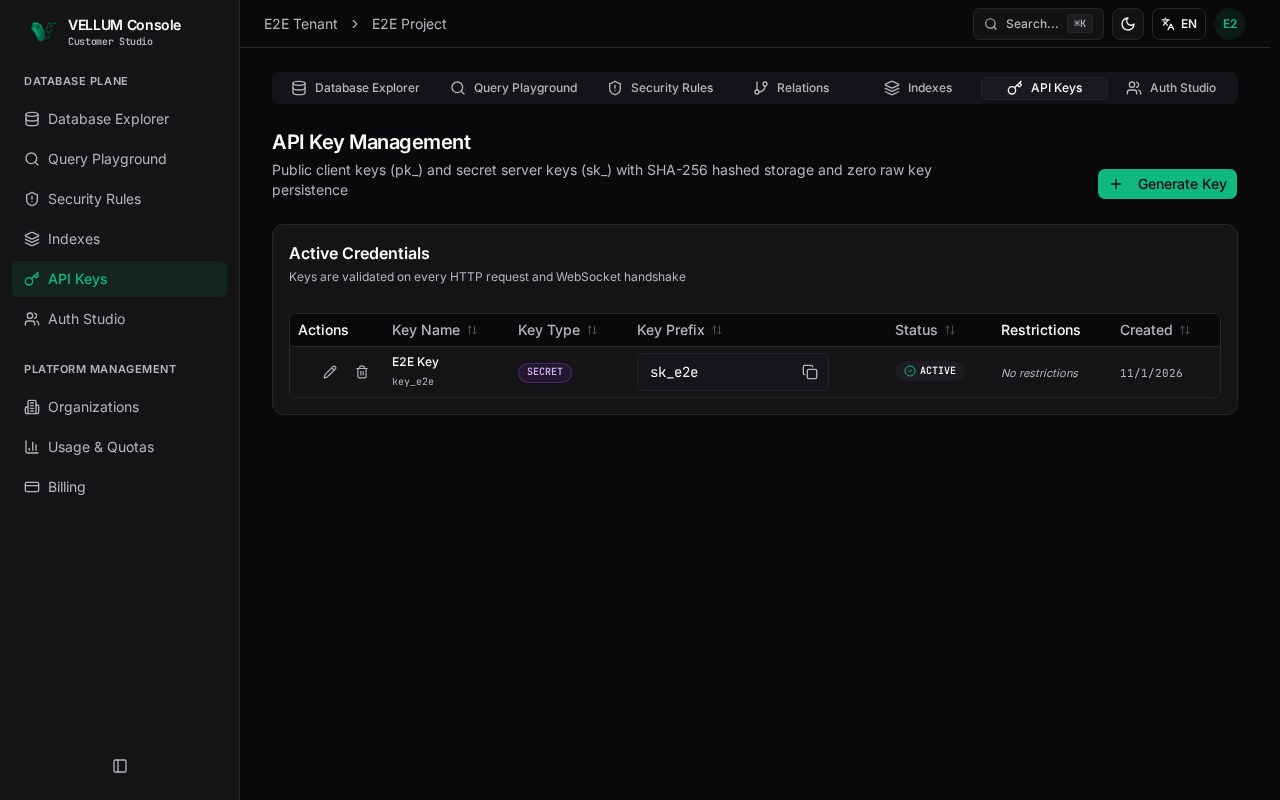 VELLUM Console
Customer Studio
DATABASE PLANE
Database Explorer
Query Playground
Security Rules
Indexes
API Keys
Auth Studio
PLATFORM MANAGEMENT
Organizations
Usage & Quotas
Billing
E2E Tenant
E2E Project
Search...
⌘K
EN
E2
Database Explorer
Query Playground
Security Rules
Relations
Indexes
API Keys
Auth Studio
API Key Management
Public client keys (pk_) and secret server keys (sk_) with SHA-256 hashed storage and zero raw key
persistence
Generate Key
Active Credentials
Keys are validated on every HTTP request and WebSocket handshake
Actions Key Name Key Type Key Prefix Status Restrictions Created
E2E Key
key_e2e
SECRET
sk_e2e
ACTIVE
No restrictions
11/1/2026